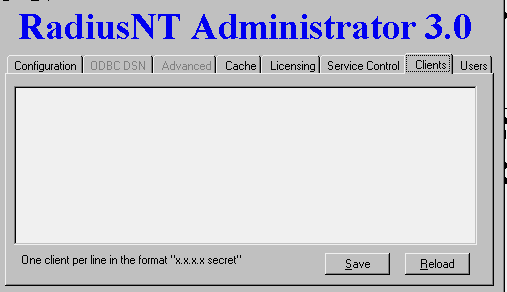 RadiusNT Administrator 3.0
Configuration ODBC DSN Advanced Cache Licensing Service Control Clients Users
One client per line in the format "x.x.x.x secret"
Save Reload